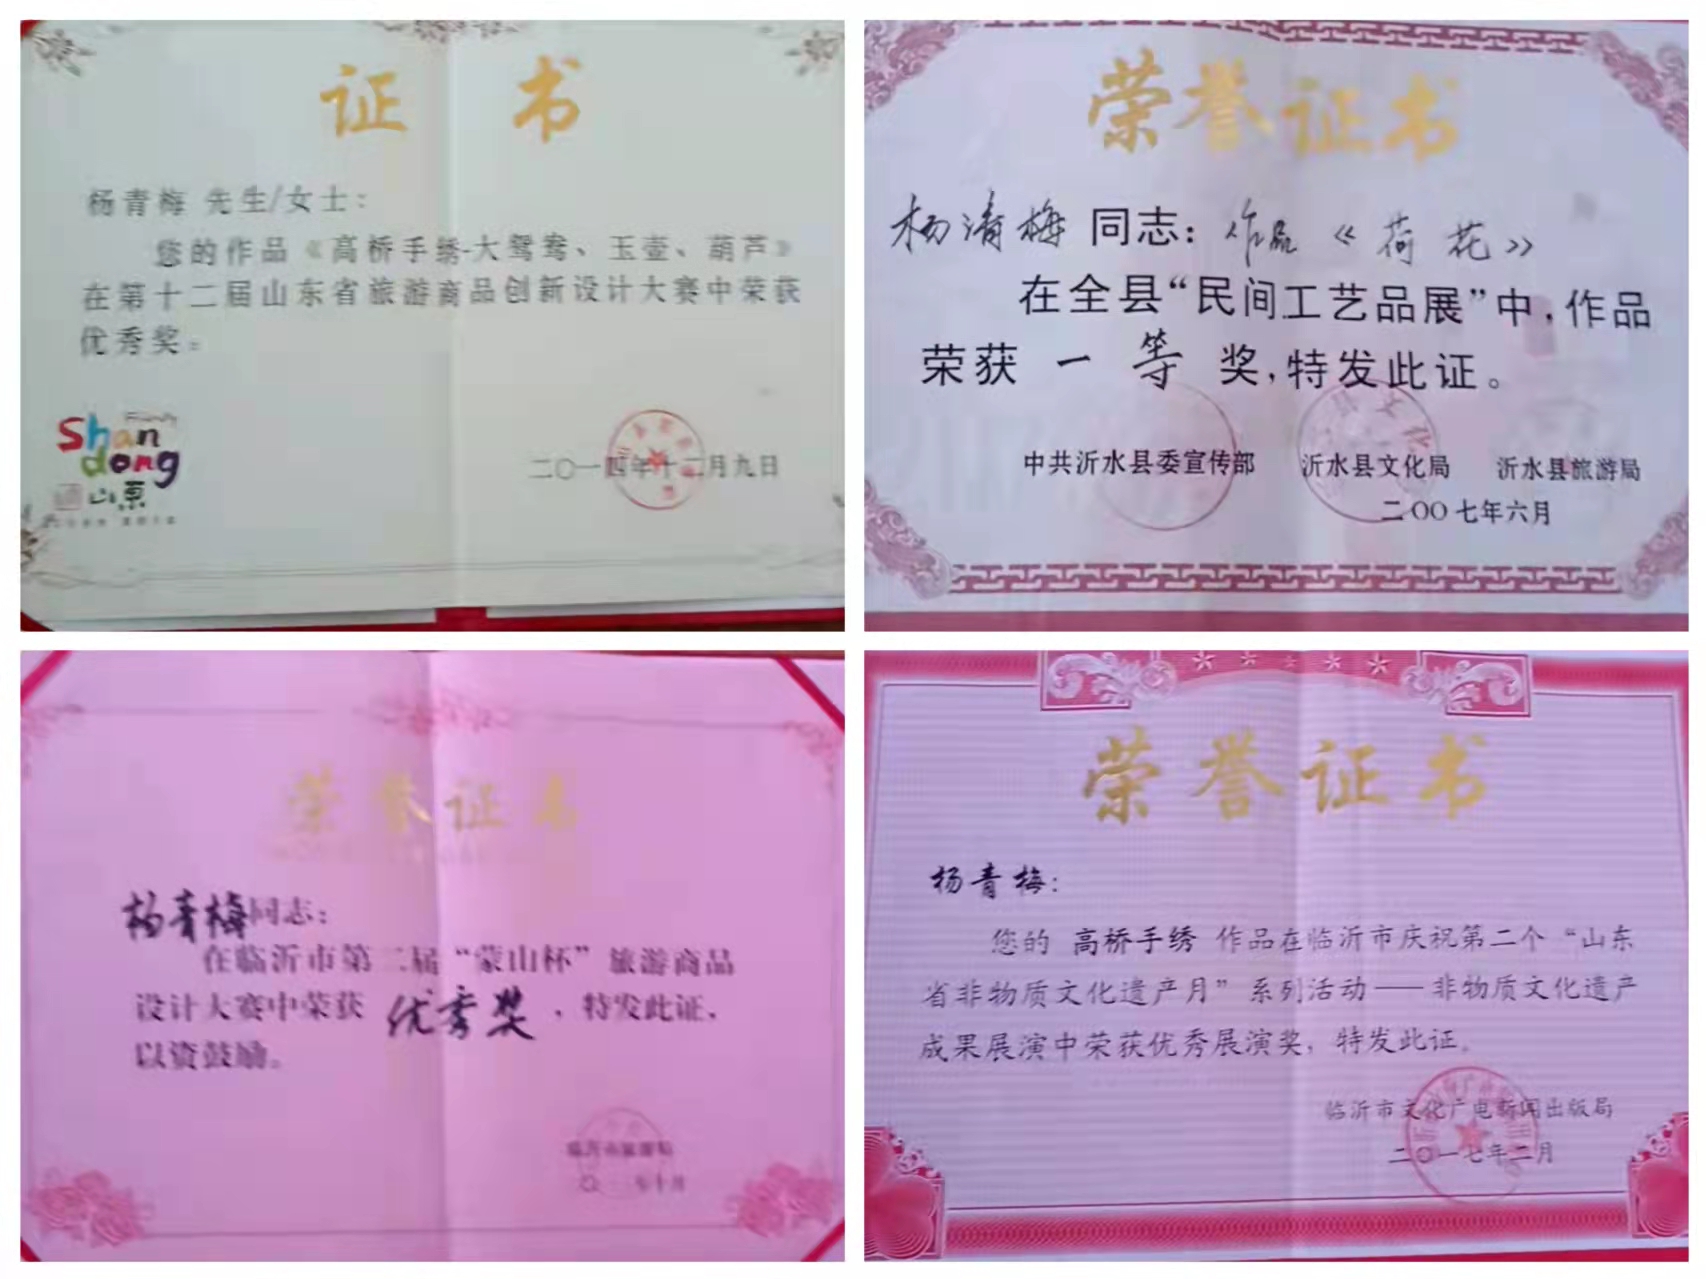 证书
杨青梅 先生/女士:
您的作品《高桥手绣-大鸳鸯、玉壶、葫芦》
在第十二届山东省旅游商品创新设计大赛中荣获
优秀奖。
Friendly
Shan
dong
山東
二〇一四年十二月九日
荣誉证书
杨清梅 同志: 作品《荷花》
在全县“民间工艺品展”中,作品
荣获 一等 奖,特发此证。
中共沂水县委宣传部 沂水县文化局 沂水县旅游局
二〇〇七年六月
荣誉证书
杨青梅同志:
在临沂市第二届“蒙山杯”旅游商品
设计大赛中荣获 优秀奖 ,特发此证,
以资鼓励。
临沂市旅游局
荣誉证书
杨青梅:
您的 高桥手绣 作品在临沂市庆祝第二个“山东
省非物质文化遗产月”系列活动——非物质文化遗产
成果展演中荣获优秀展演奖,特发此证。
临沂市文化广电新闻出版局
二〇一七年二月